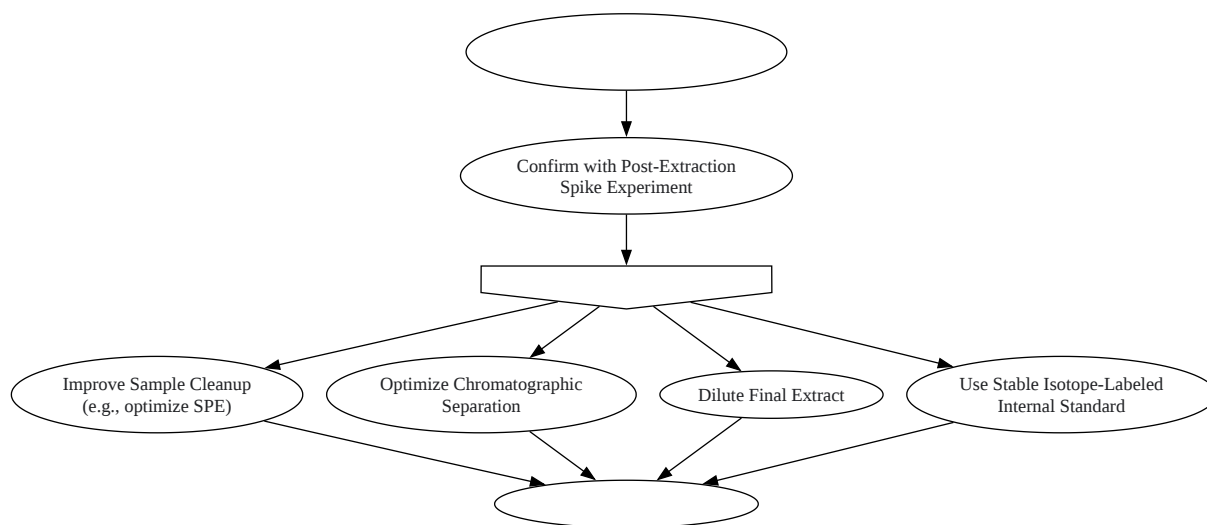 Confirm with Post-Extraction
Spike Experiment
Improve Sample Cleanup
(e.g., optimize SPE)
Optimize Chromatographic
Separation
Dilute Final Extract
Use Stable Isotope-Labeled
Internal Standard